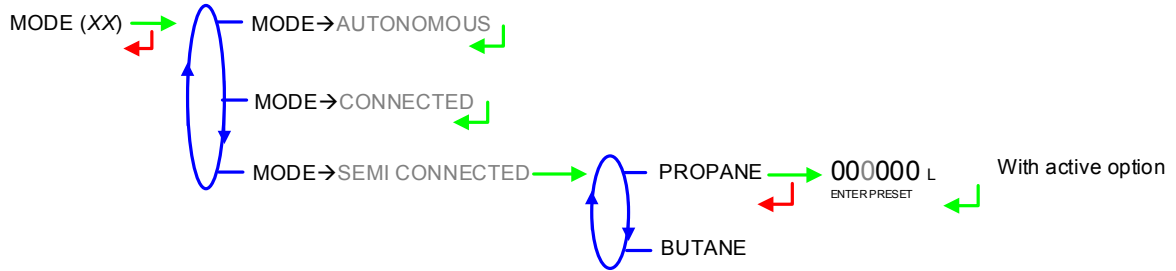 MODE (XX)
MODE→AUTONOMOUS
MODE→CONNECTED
MODE→SEMI CONNECTED
PROPANE
000000 L
ENTER PRESET
With active option
BUTANE